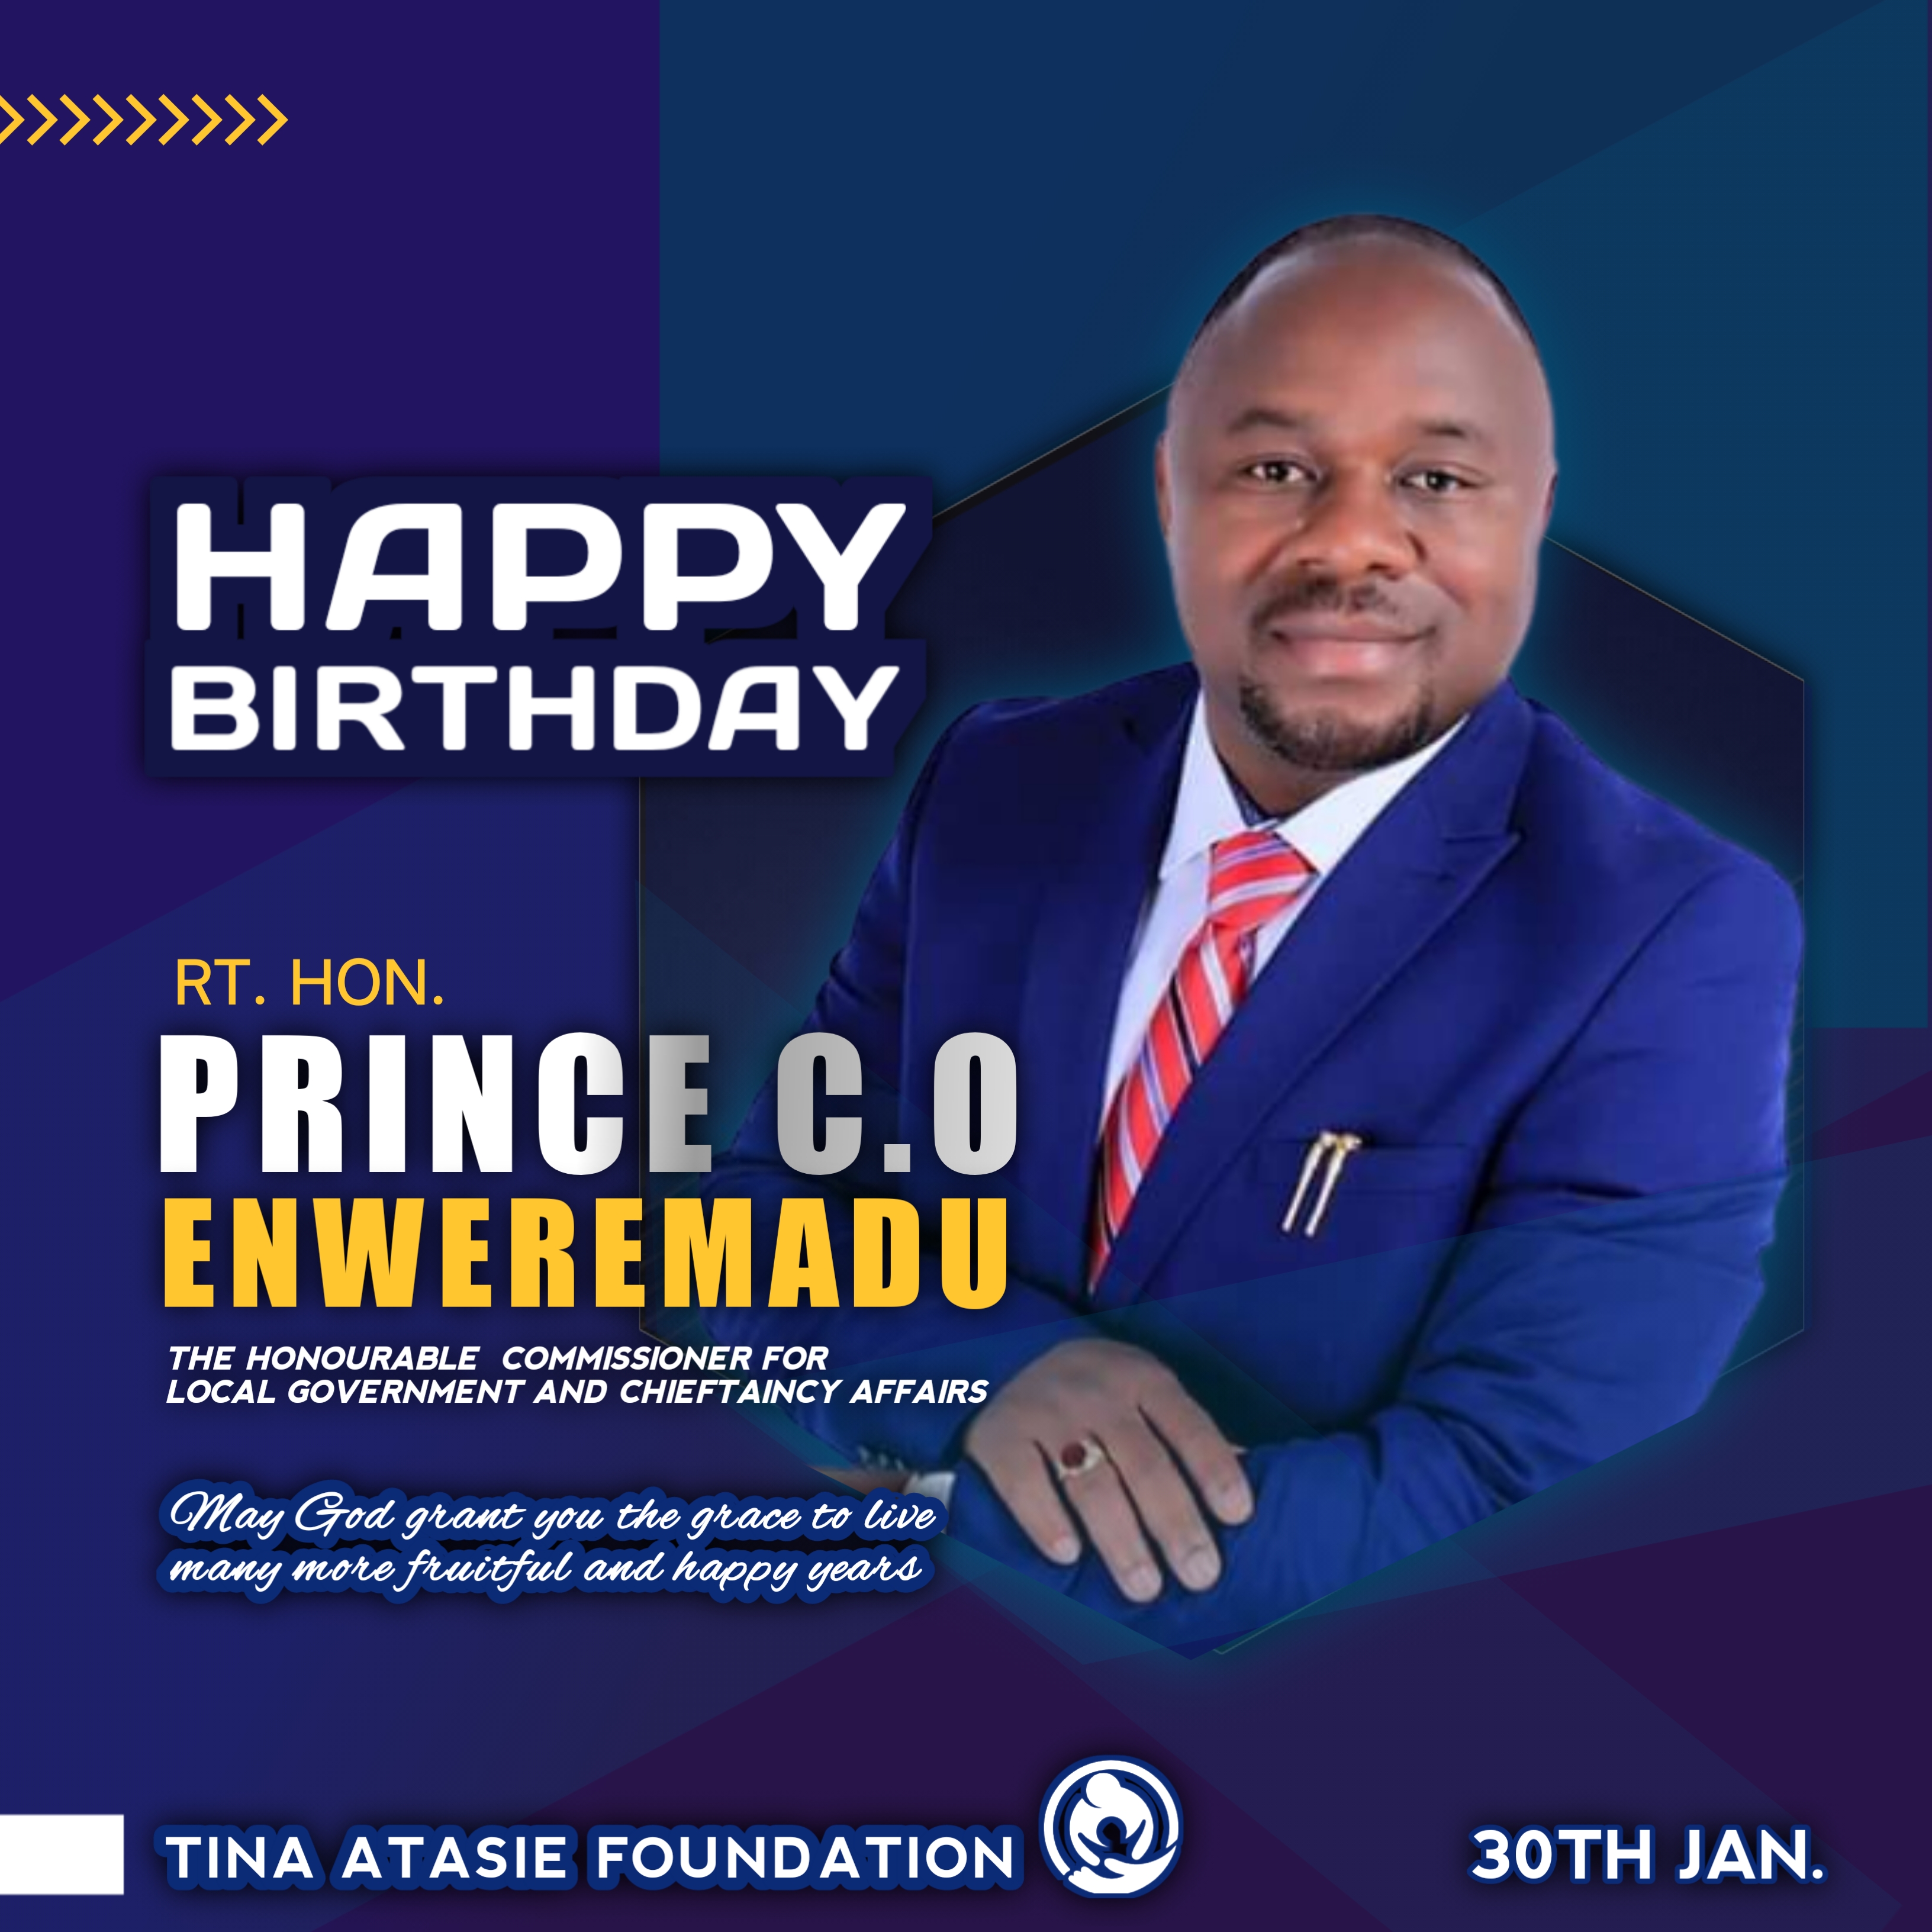 HAPPY
BIRTHDAY
RT. HON.
PRINCE C.O
ENWEREMADU
THE HONOURABLE COMMISSIONER FOR
LOCAL GOVERNMENT AND CHIEFTAINCY AFFAIRS
May God grant you the grace to live
many more fruitful and happy years
TINA ATASIE FOUNDATION
30TH JAN.